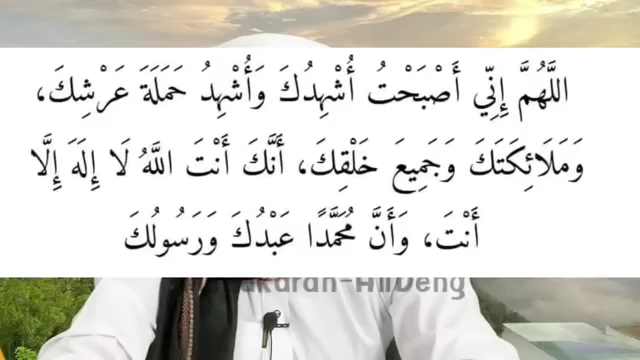 اللَّهُمَّ إِنِّي أَصْبَحْتُ أُشْهِدُكَ وَأُشْهِدُ حَمَلَةَ عَرْشِكَ،
وَمَلَائِكَتَكَ وَجَمِيعَ خَلْقِكَ، أَنَّكَ أَنْتَ اللَّهُ لَا إِلَهَ إِلَّا
أَنْتَ، وَأَنَّ مُحَمَّدًا عَبْدُكَ وَرَسُولُكَ